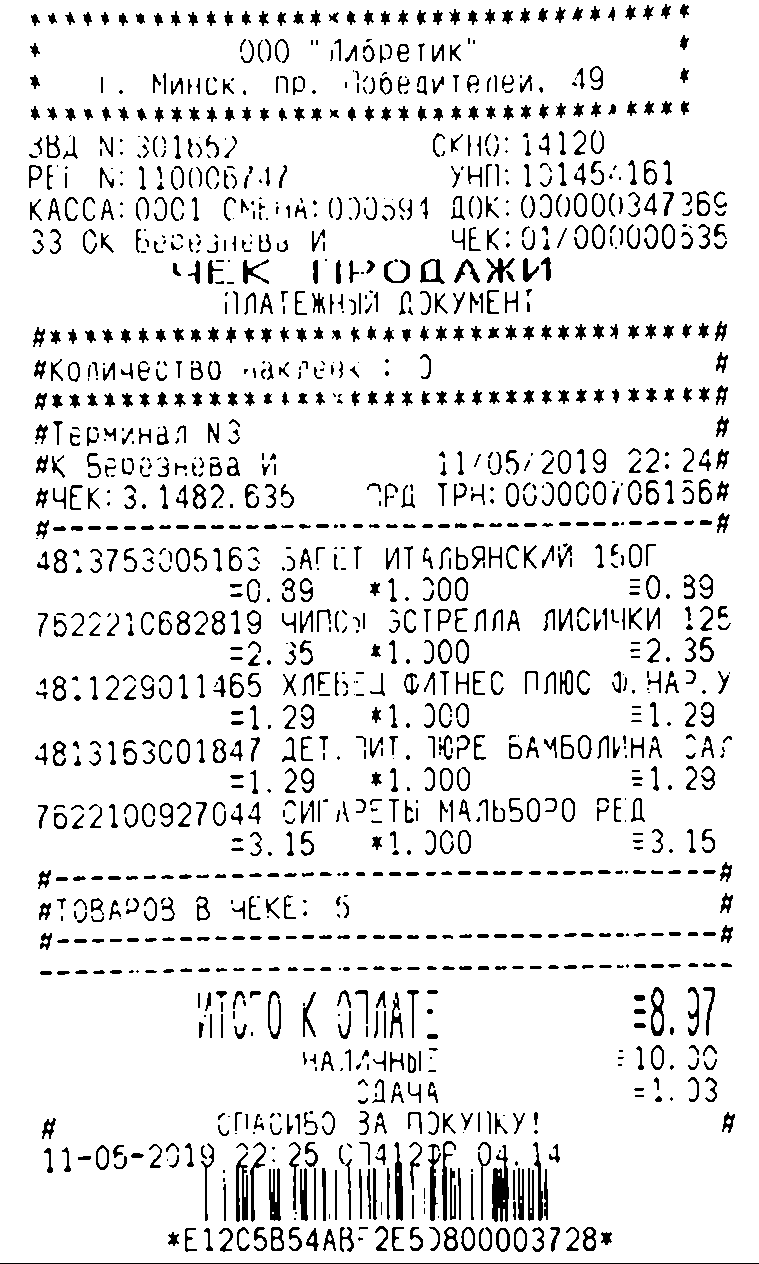 ****************************************
* ООО "Либретик" *
* г. Минск, пр. Победителей, 49 *
****************************************
ЗВД N:301652 СКНО:14120
РЕГ N:110006747 УНП:101454161
КАССА:0001 СМЕНА:000594 ДОК:000000347369
33 Ск Березнева И ЧЕК:01/000000635
ЧЕК ПРОДАЖИ
ПЛАТЕЖНЫЙ ДОКУМЕНТ
#****************************************#
#Количество наклеек : 0 #
#****************************************#
#Терминал N3 #
#К Березнева И 11/05/2019 22:24#
#ЧЕК:3.1482.635 ПРД ТРН:000000706156#
#----------------------------------------#
4813753005163 БАГЕТ ИТАЛЬЯНСКИЙ 150Г
=0.89 *1.000 =0.89
7622210682819 ЧИПСЫ ЭСТРЕЛЛА ЛИСИЧКИ 125
=2.35 *1.000 ≡2.35
4811229011465 ХЛЕБЕЦ ФИТНЕС ПЛЮС Ф.НАР.У
=1.29 *1.000 ≡1.29
4813163001847 ДЕТ.ПИТ.ПЮРЕ БАМБОЛИНА САД
=1.29 *1.000 ≡1.29
7622100927044 СИГАРЕТЫ МАЛЬБОРО РЕД
=3.15 *1.000 ≡3.15
#----------------------------------------#
#ТОВАРОВ В ЧЕКЕ: 5 #
#----------------------------------------#
ИТОГО К ОПЛАТЕ ≡8.97
НАЛИЧНЫЕ ≡10.00
СДАЧА =1.03
# СПАСИБО ЗА ПОКУПКУ! #
11-05-2019 22:25 04.14